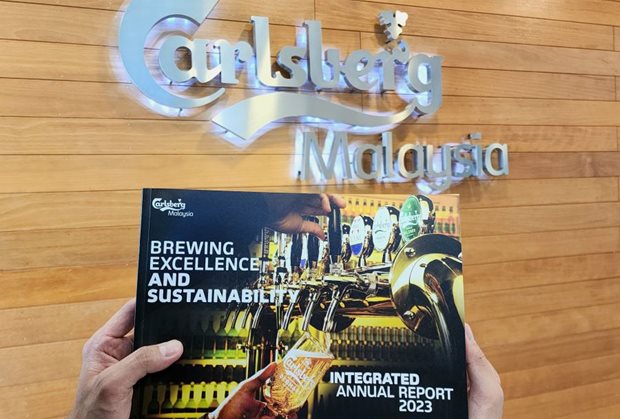 Carlsberg
Malaysia
Carlsberg
Malaysia
BREWING
EXCELLENCE
AND
SUSTAINABILITY
INTEGRATED
ANNUAL REPORT
2023